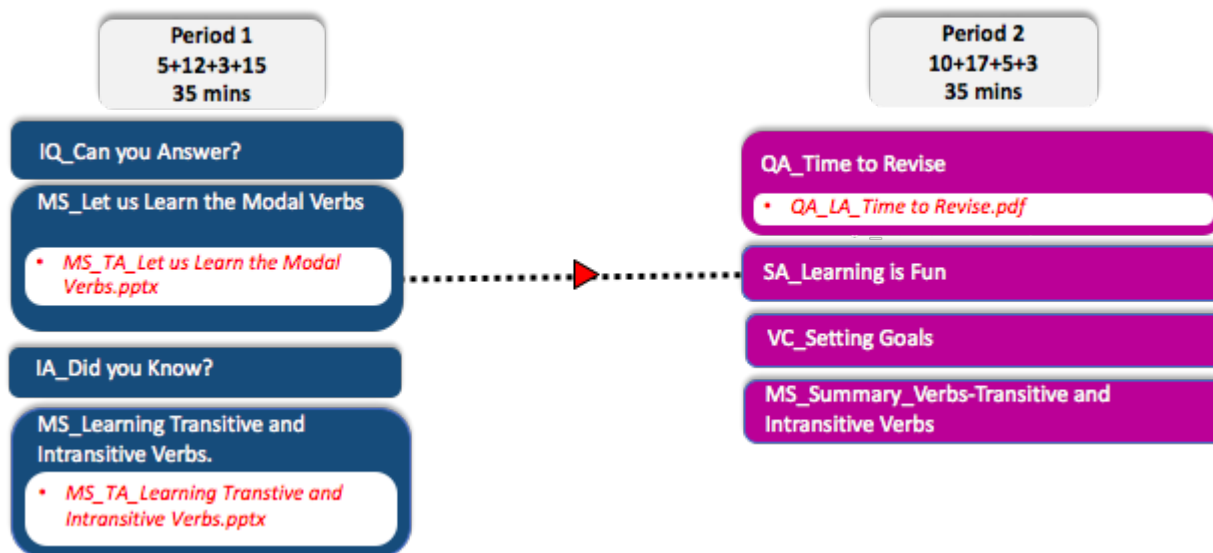 Period 1
5+12+3+15
35 mins
IQ_Can you Answer?
MS_Let us Learn the Modal Verbs
• MS_TA_Let us Learn the Modal
Verbs.pptx
IA_Did you Know?
MS_Learning Transitive and
Intransitive Verbs.
• MS_TA_Learning Transtive and
Intransitive Verbs.pptx
Period 2
10+17+5+3
35 mins
QA_Time to Revise
• QA_LA_Time to Revise.pdf
SA_Learning is Fun
VC_Setting Goals
MS_Summary_Verbs-Transitive and
Intransitive Verbs